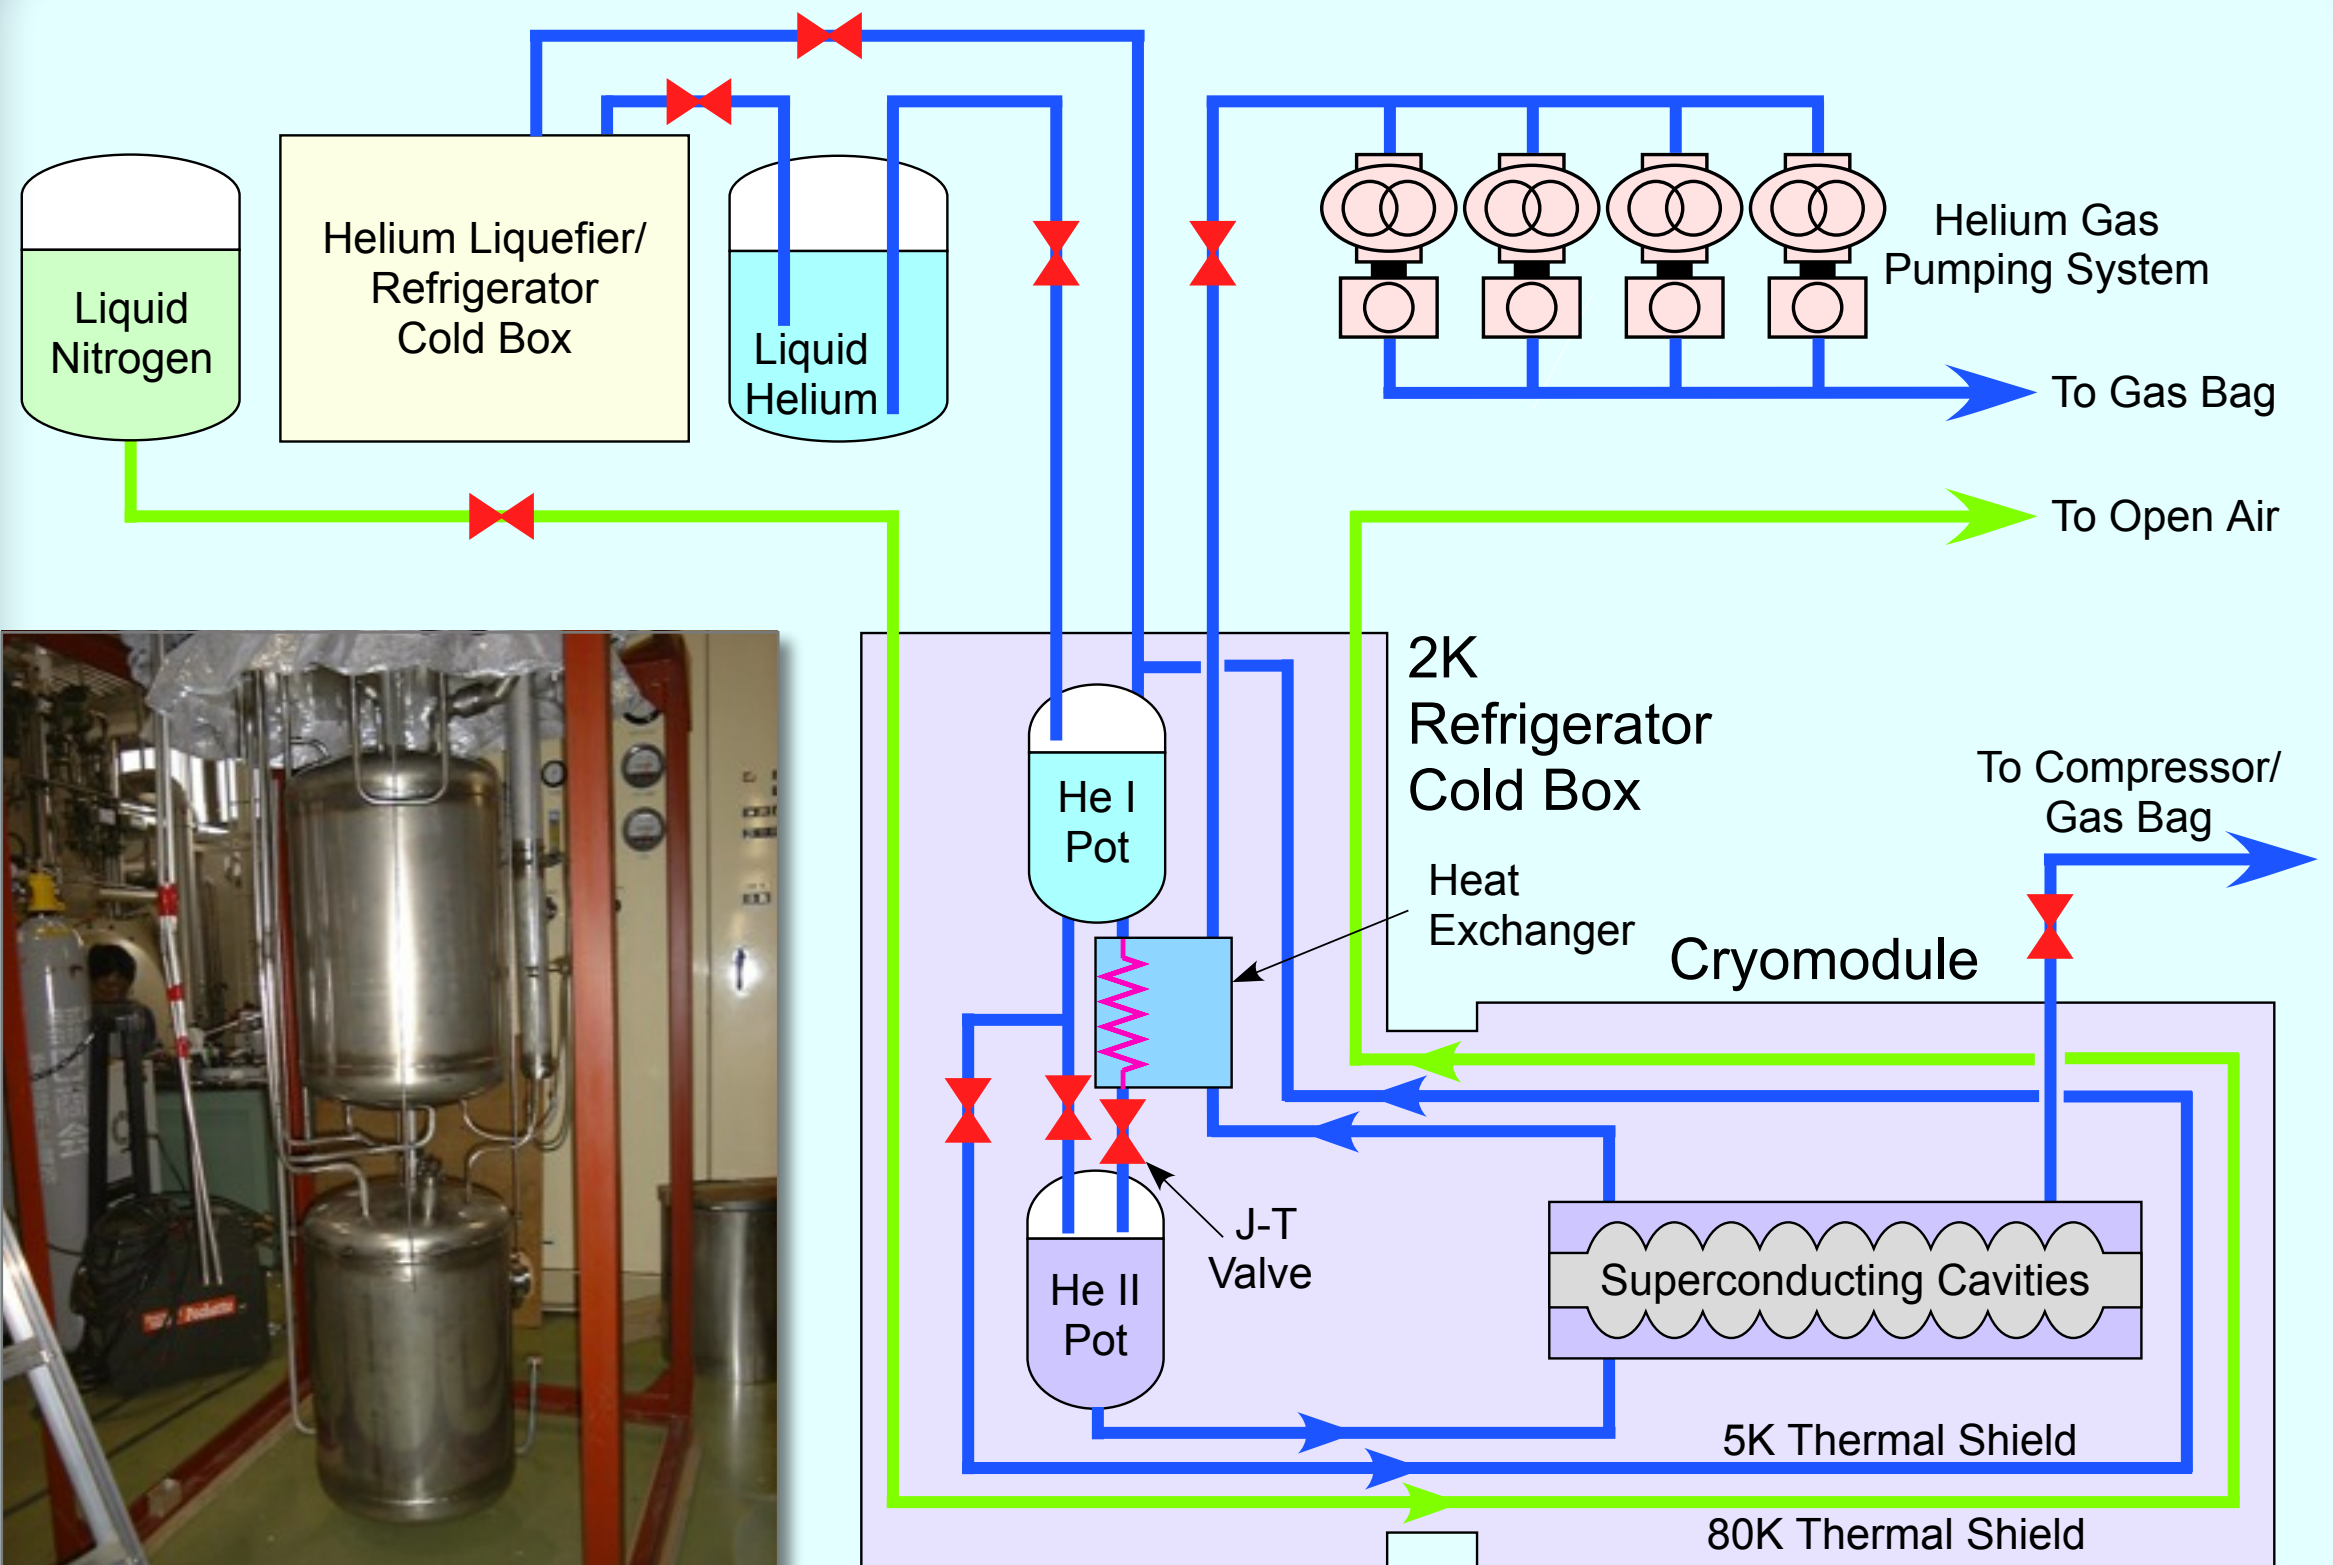 Liquid
Nitrogen
Helium Liquefier/
Refrigerator
Cold Box
Liquid
Helium
Helium Gas
Pumping System
To Gas Bag
To Open Air
2K
Refrigerator
Cold Box
To Compressor/
Gas Bag
He I
Pot
Heat
Exchanger
Cryomodule
J-T
Valve
He II
Pot
Superconducting Cavities
5K Thermal Shield
80K Thermal Shield